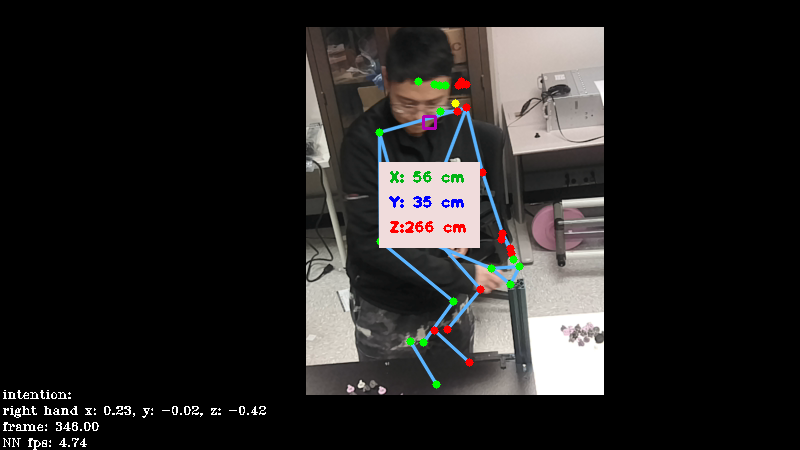 X: 56 cm
Y: 35 cm
Z:266 cm
intention:
right hand x: 0.23, y: -0.02, z: -0.42
frame: 346.00
NN fps: 4.74